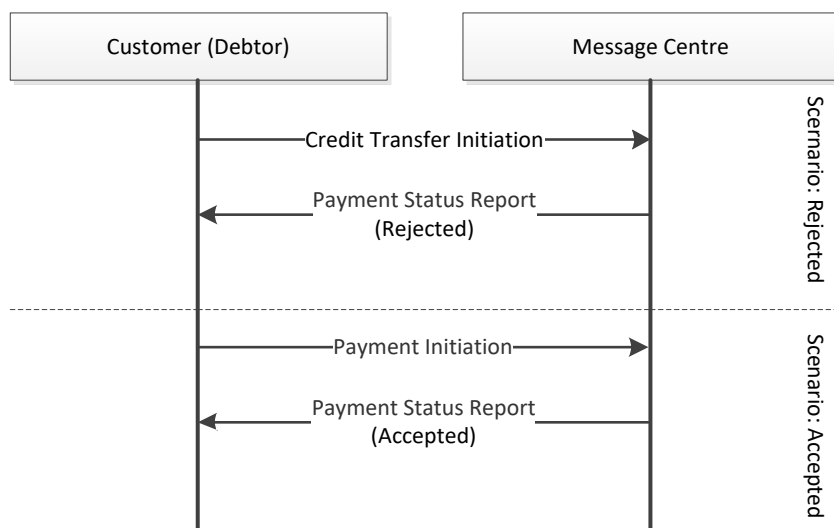 Customer (Debtor)
Message Centre
Credit Transfer Initiation
Payment Status Report
(Rejected)
Scernario: Rejected
Payment Initiation
Payment Status Report
(Accepted)
Scenario: Accepted